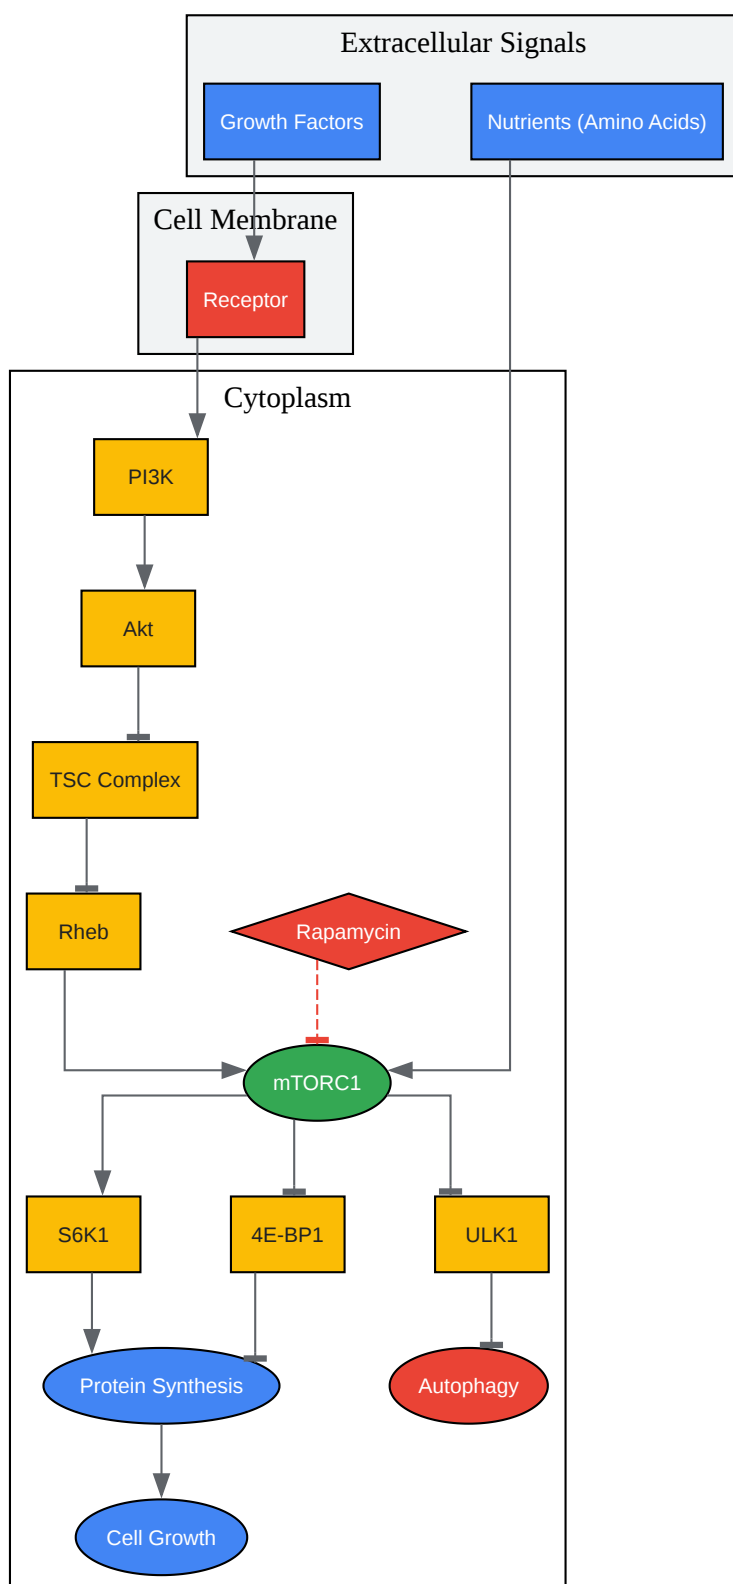 Extracellular Signals
Growth Factors
Nutrients (Amino Acids)
Cell Membrane
Receptor
Cytoplasm
PI3K
Akt
TSC Complex
Rheb
Rapamycin
mTORC1
S6K1
4E-BP1
ULK1
Protein Synthesis
Autophagy
Cell Growth